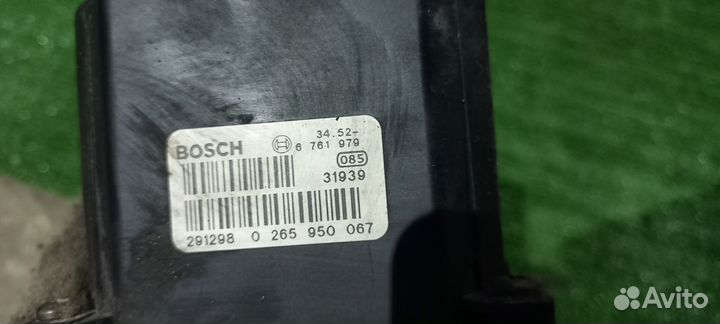 BOSCH 34.52-
6 761 979
085
31939
291298 0 265 950 067
Avito